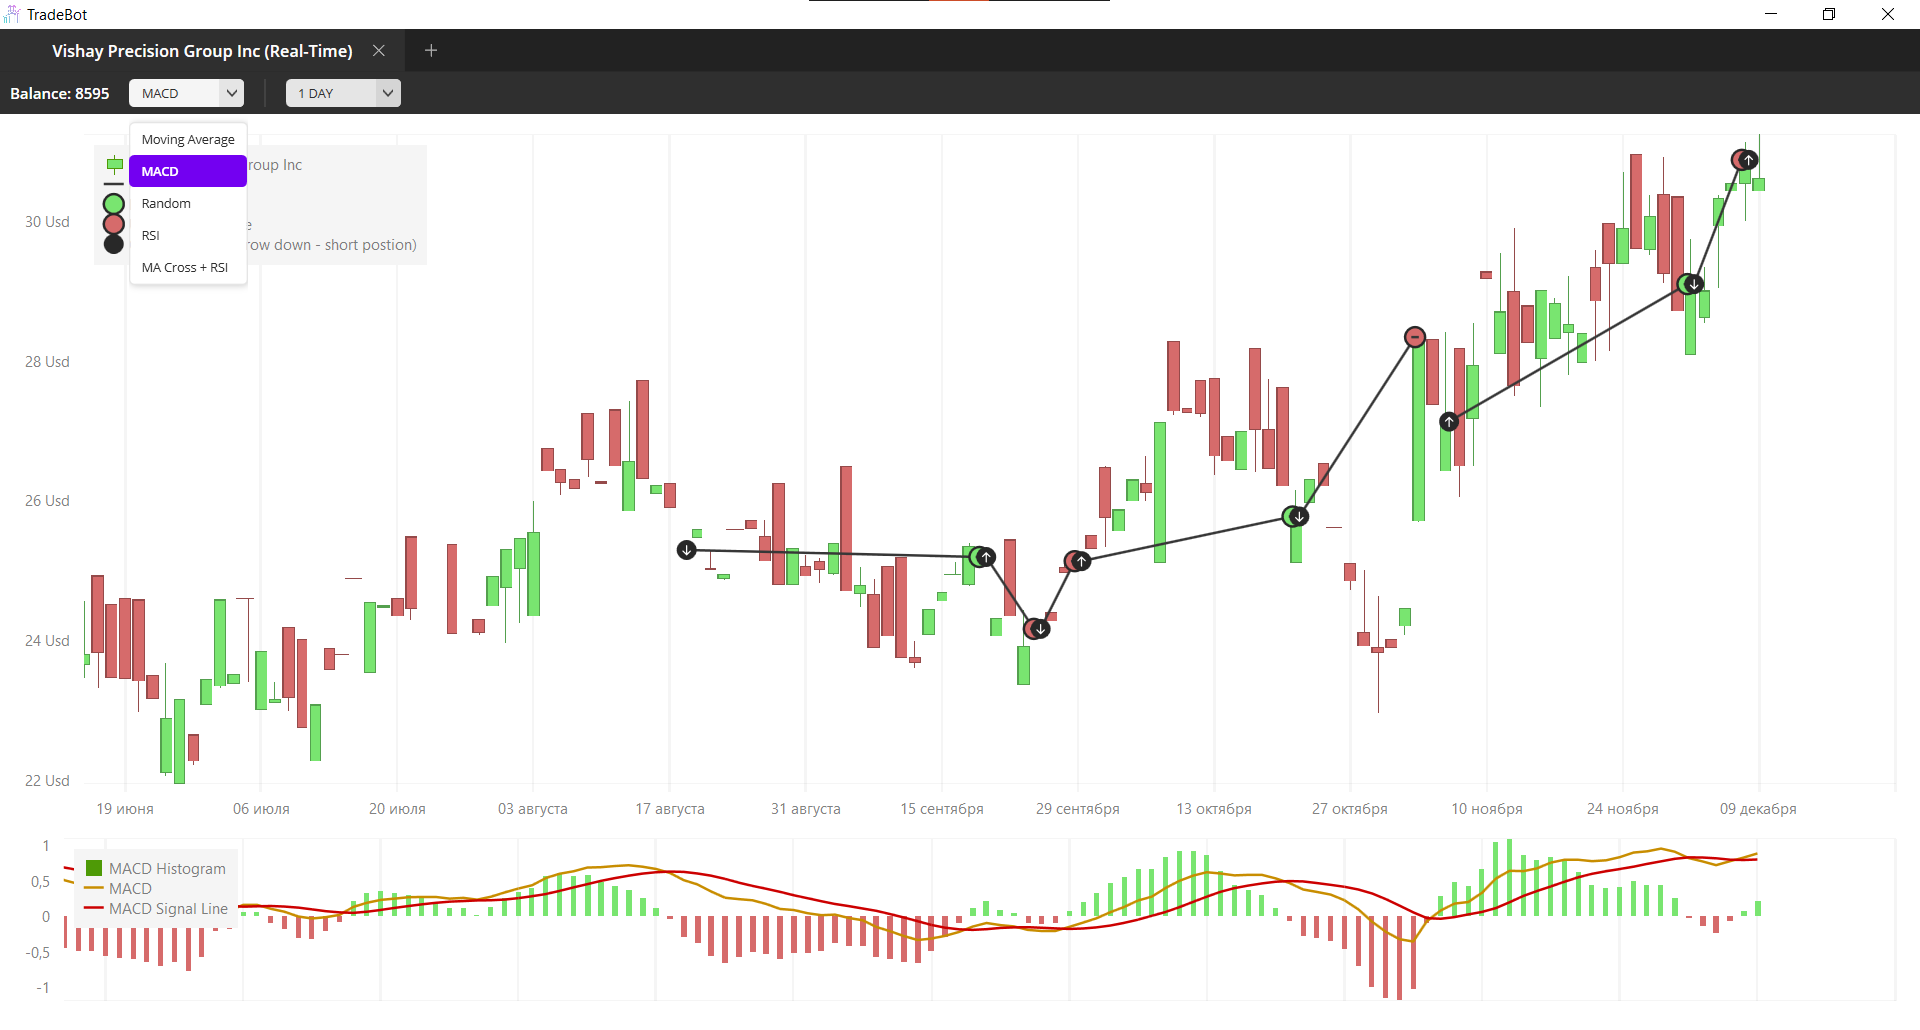 TradeBot
Vishay Precision Group Inc (Real-Time)
Balance: 8595
MACD
1 DAY
Moving Average
MACD
Random
RSI
MA Cross + RSI
roup Inc
e
row down - short postion)
30 Usd
28 Usd
26 Usd
24 Usd
22 Usd
19 июня
06 июля
20 июля
03 августа
17 августа
31 августа
15 сентября
29 сентября
13 октября
27 октября
10 ноября
24 ноября
09 декабря
1
0,5
0
-0,5
-1
MACD Histogram
MACD
MACD Signal Line